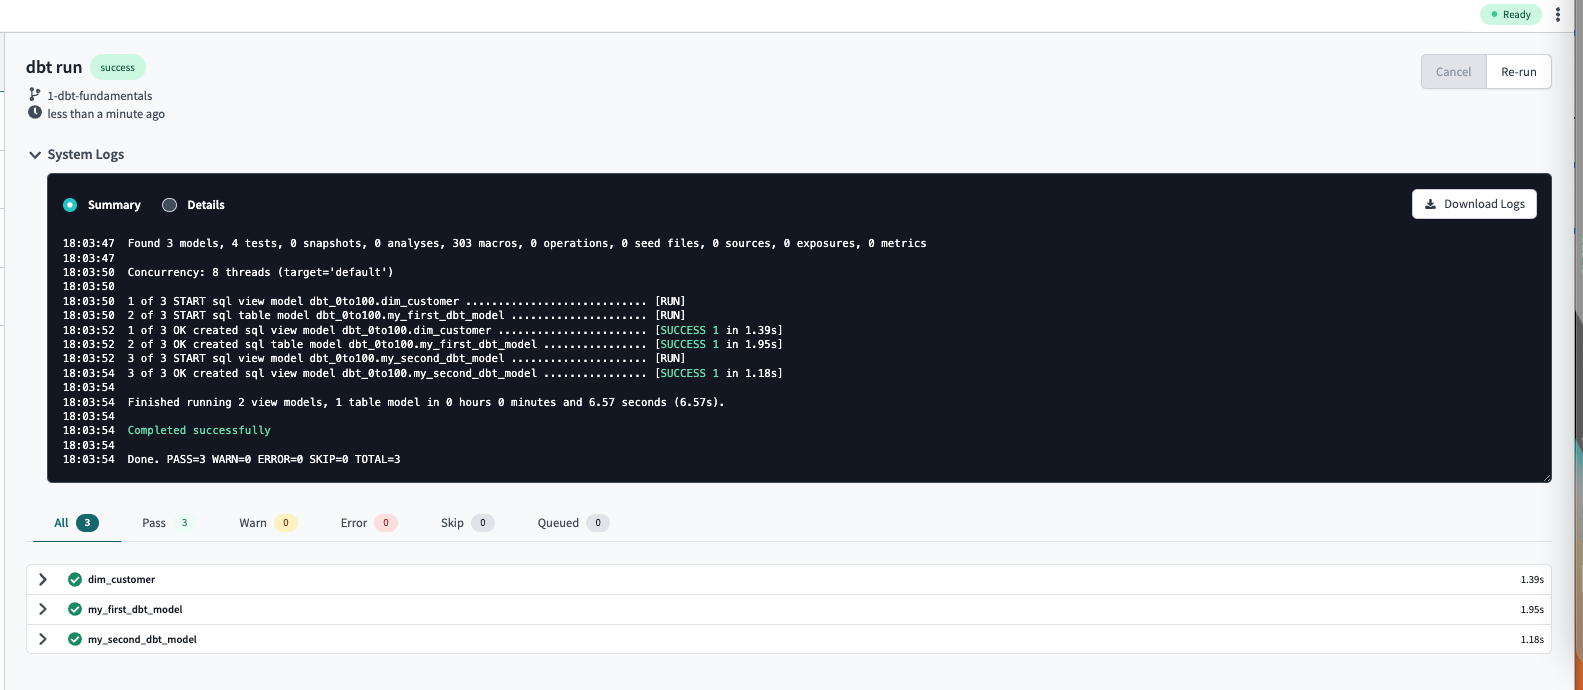 Ready
dbt run success
Cancel Re-run
1-dbt-fundamentals
less than a minute ago
System Logs
Summary Details Download Logs
18:03:47 Found 3 models, 4 tests, 0 snapshots, 0 analyses, 303 macros, 0 operations, 0 seed files, 0 sources, 0 exposures, 0 metrics
18:03:47
18:03:50 Concurrency: 8 threads (target='default')
18:03:50
18:03:50 1 of 3 START sql view model dbt_0to100.dim_customer ............................ [RUN]
18:03:50 2 of 3 START sql table model dbt_0to100.my_first_dbt_model ..................... [RUN]
18:03:52 1 of 3 OK created sql view model dbt_0to100.dim_customer ....................... [SUCCESS 1 in 1.39s]
18:03:52 2 of 3 OK created sql table model dbt_0to100.my_first_dbt_model ................ [SUCCESS 1 in 1.95s]
18:03:52 3 of 3 START sql view model dbt_0to100.my_second_dbt_model ..................... [RUN]
18:03:54 3 of 3 OK created sql view model dbt_0to100.my_second_dbt_model ................ [SUCCESS 1 in 1.18s]
18:03:54
18:03:54 Finished running 2 view models, 1 table model in 0 hours 0 minutes and 6.57 seconds (6.57s).
18:03:54
18:03:54 Completed successfully
18:03:54
18:03:54 Done. PASS=3 WARN=0 ERROR=0 SKIP=0 TOTAL=3
All 3 Pass 3 Warn 0 Error 0 Skip 0 Queued 0
dim_customer 1.39s
my_first_dbt_model 1.95s
my_second_dbt_model 1.18s